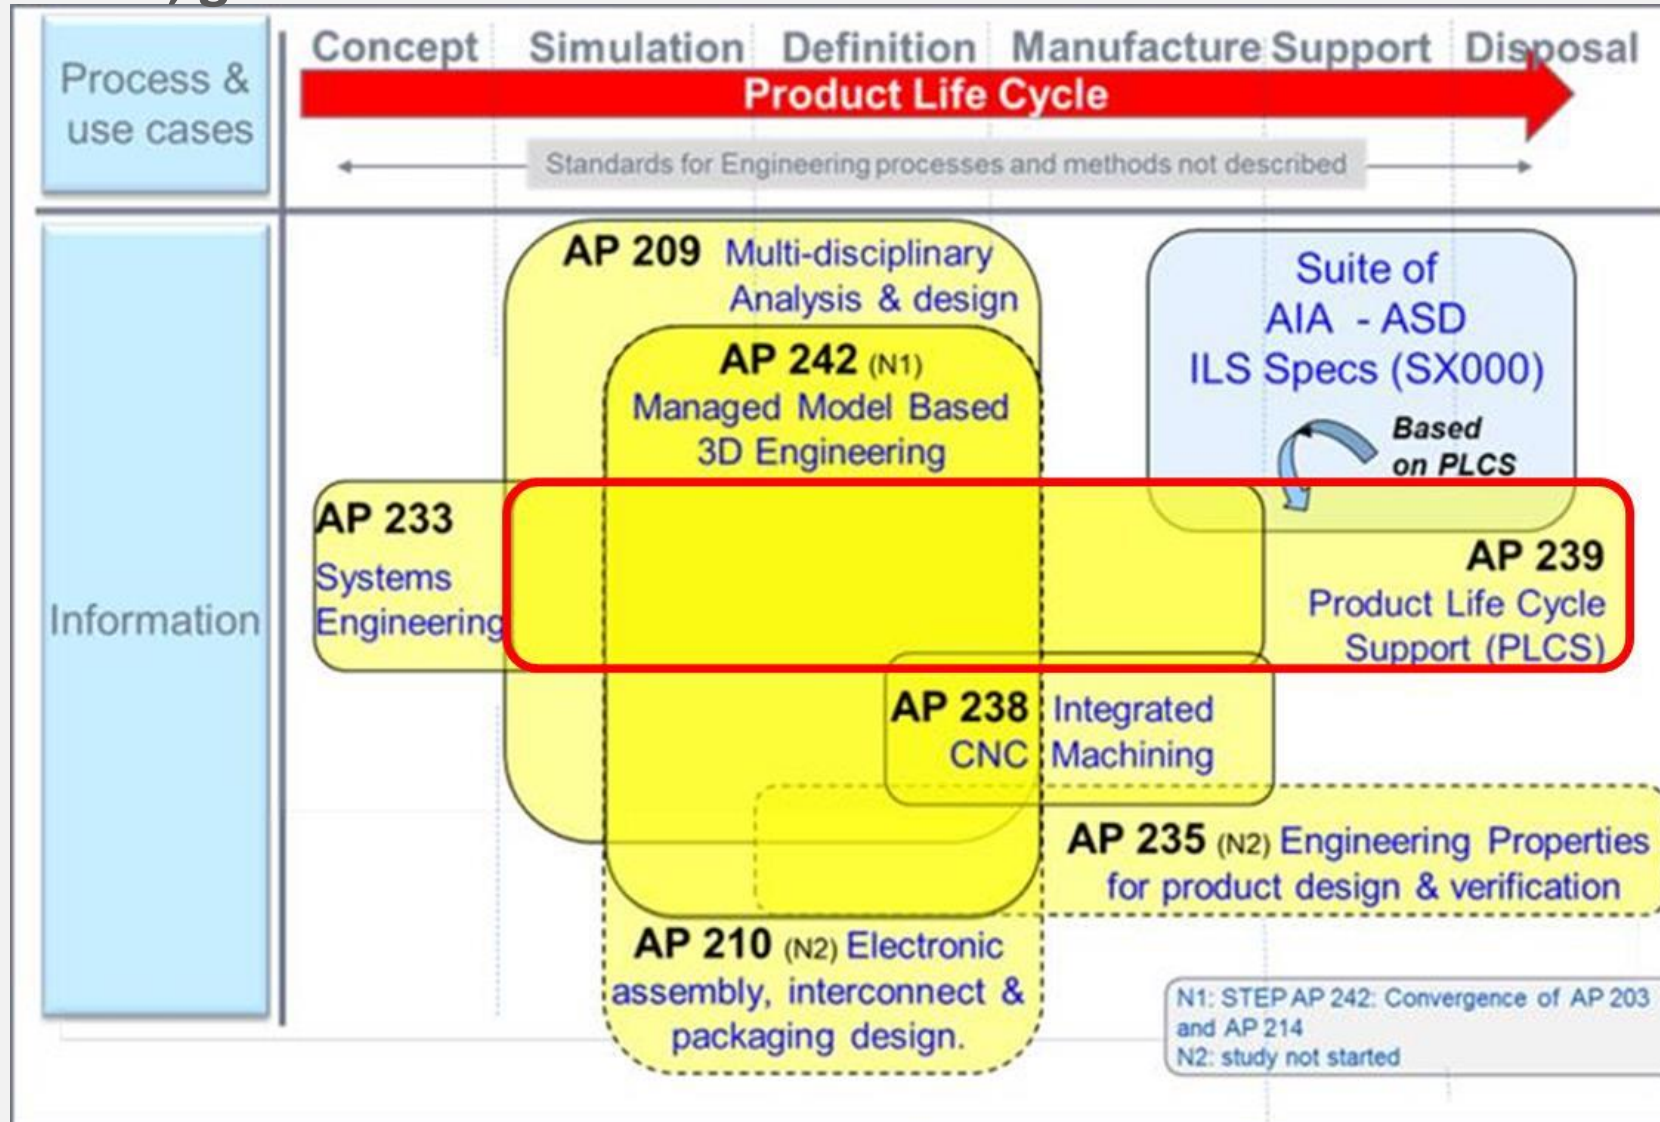 Process &
use cases
Concept Simulation Definition Manufacture Support Disposal
Product Life Cycle
Standards for Engineering processes and methods not described
Information
AP 209 Multi-disciplinary
Analysis & design
AP 242 (N1)
Managed Model Based
3D Engineering
Suite of
AIA - ASD
ILS Specs (SX000)
Based
on PLCS
AP 233
Systems
Engineering
AP 239
Product Life Cycle
Support (PLCS)
AP 238 Integrated
CNC Machining
AP 235 (N2) Engineering Properties
for product design & verification
AP 210 (N2) Electronic
assembly, interconnect &
packaging design.
N1: STEP AP 242: Convergence of AP 203
and AP 214
N2: study not started